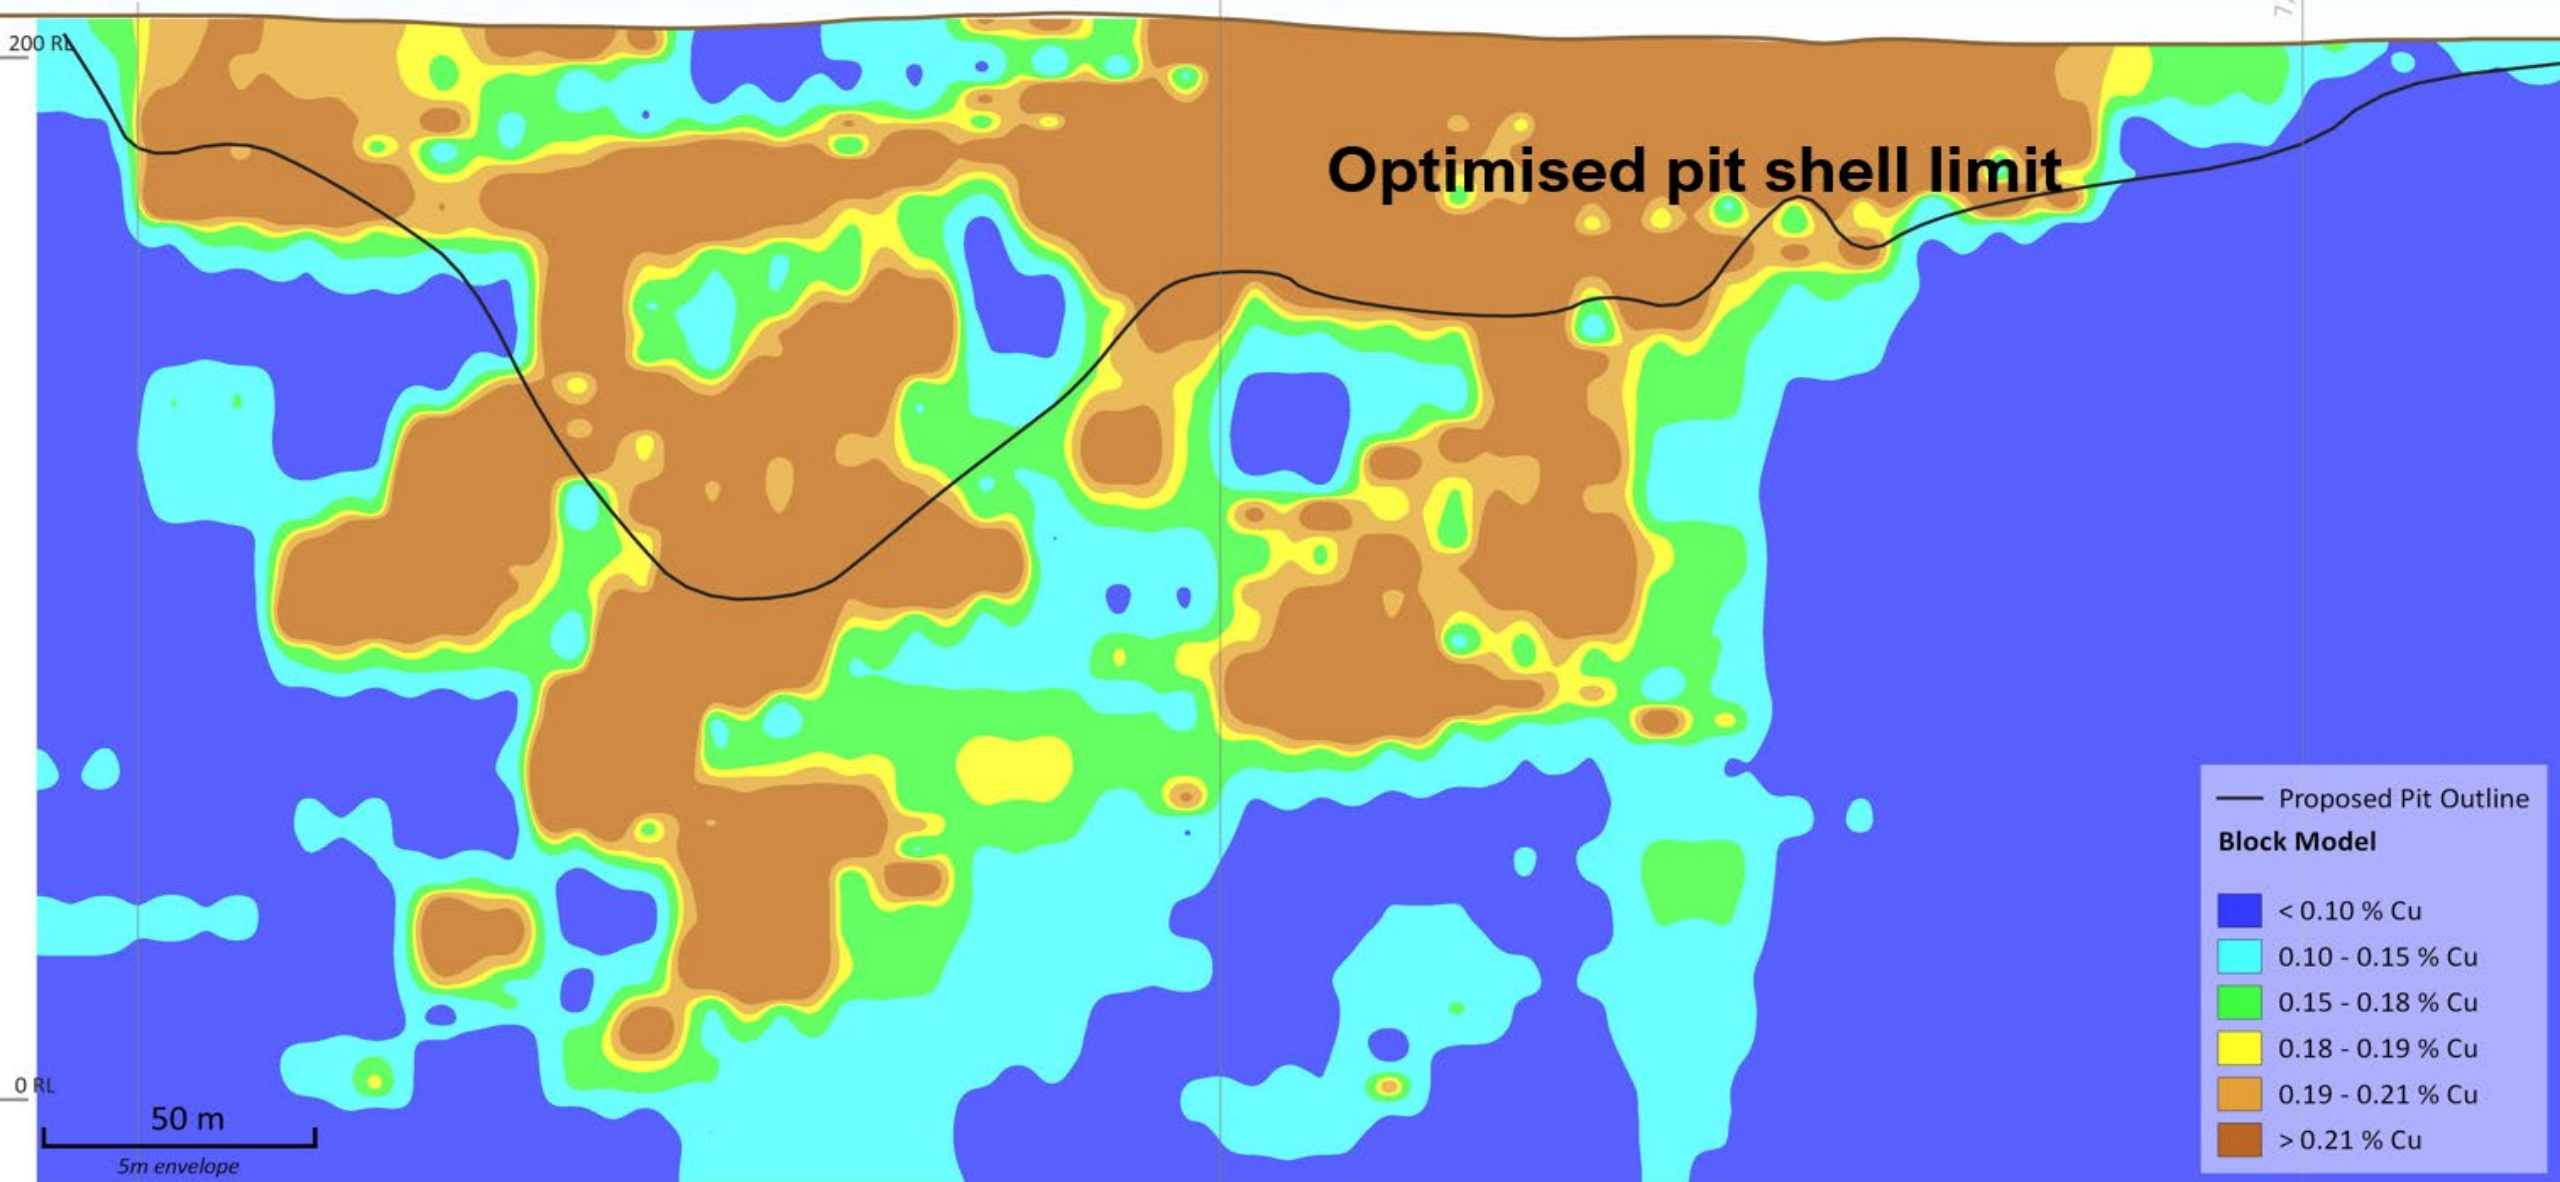 200 RL
7,
Optimised pit shell limit
Proposed Pit Outline
Block Model
< 0.10 % Cu
0.10 - 0.15 % Cu
0.15 - 0.18 % Cu
0.18 - 0.19 % Cu
0.19 - 0.21 % Cu
> 0.21 % Cu
0 RL
50 m
5m envelope